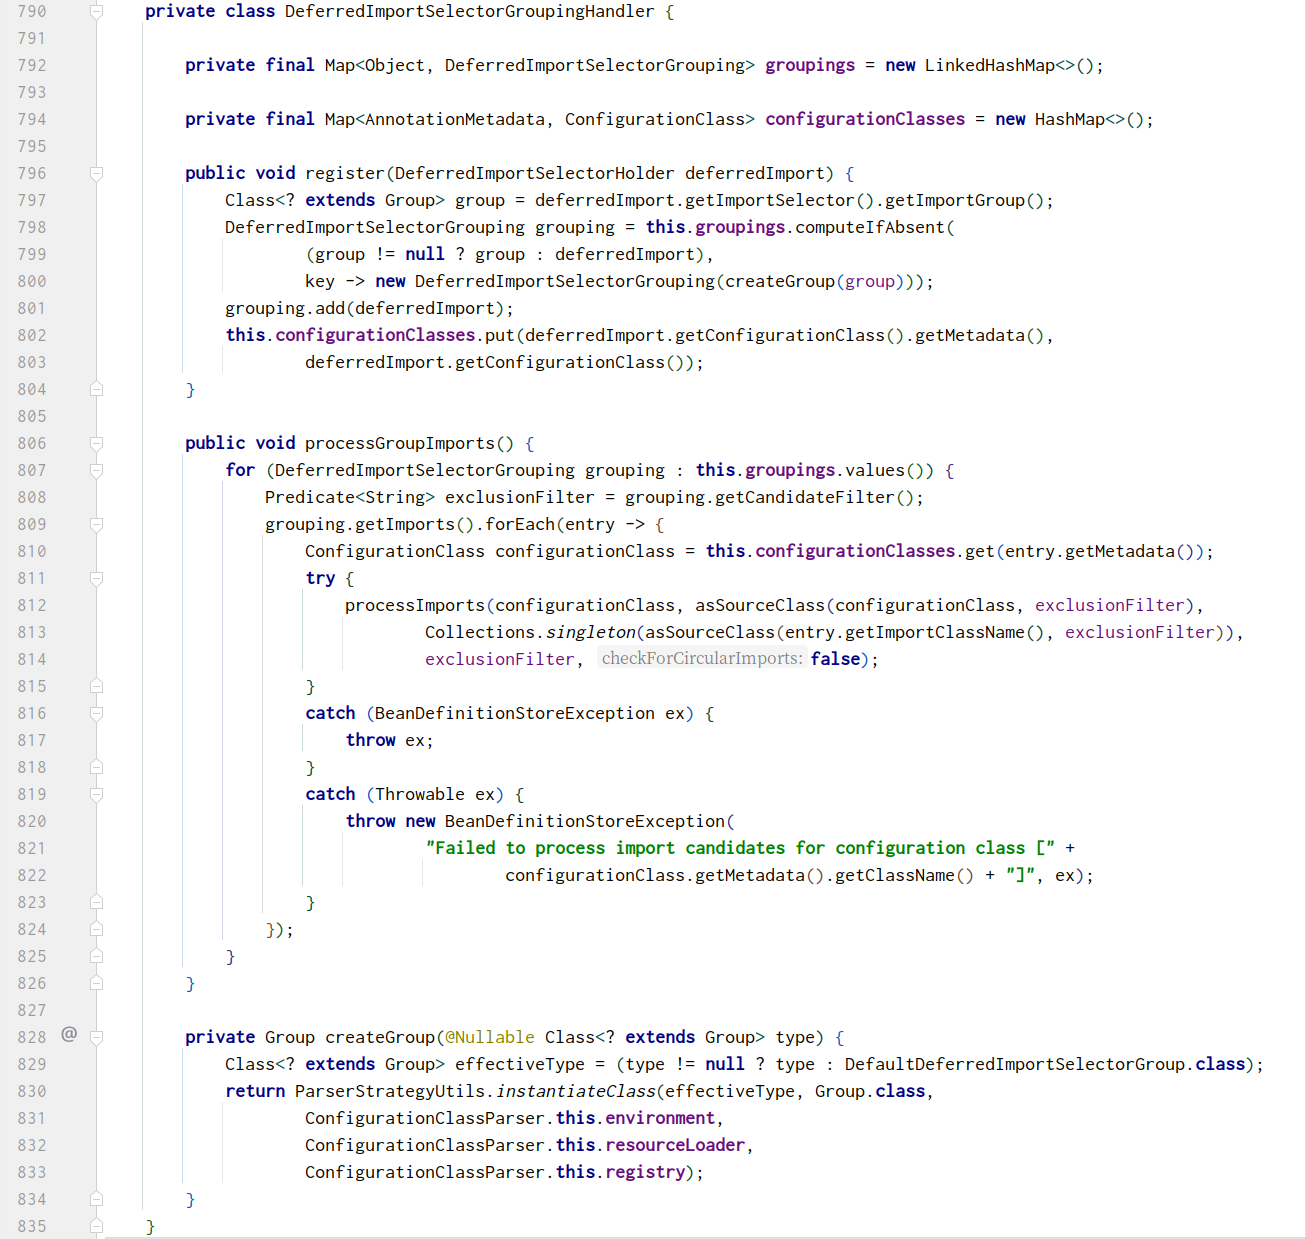 790 private class DeferredImportSelectorGroupingHandler {
791
792 private final Map<Object, DeferredImportSelectorGrouping> groupings = new LinkedHashMap<>();
793
794 private final Map<AnnotationMetadata, ConfigurationClass> configurationClasses = new HashMap<>();
795
796 public void register(DeferredImportSelectorHolder deferredImport) {
797 Class<? extends Group> group = deferredImport.getImportSelector().getImportGroup();
798 DeferredImportSelectorGrouping grouping = this.groupings.computeIfAbsent(
799 (group != null ? group : deferredImport),
800 key -> new DeferredImportSelectorGrouping(createGroup(group)));
801 grouping.add(deferredImport);
802 this.configurationClasses.put(deferredImport.getConfigurationClass().getMetadata(),
803 deferredImport.getConfigurationClass());
804 }
805
806 public void processGroupImports() {
807 for (DeferredImportSelectorGrouping grouping : this.groupings.values()) {
808 Predicate<String> exclusionFilter = grouping.getCandidateFilter();
809 grouping.getImports().forEach(entry -> {
810 ConfigurationClass configurationClass = this.configurationClasses.get(entry.getMetadata());
811 try {
812 processImports(configurationClass, asSourceClass(configurationClass, exclusionFilter),
813 Collections.singleton(asSourceClass(entry.getImportClassName(), exclusionFilter)),
814 exclusionFilter, checkForCircularImports: false);
815 }
816 catch (BeanDefinitionStoreException ex) {
817 throw ex;
818 }
819 catch (Throwable ex) {
820 throw new BeanDefinitionStoreException(
821 "Failed to process import candidates for configuration class [" +
822 configurationClass.getMetadata().getClassName() + "]", ex);
823 }
824 });
825 }
826 }
827
828 @ private Group createGroup(@Nullable Class<? extends Group> type) {
829 Class<? extends Group> effectiveType = (type != null ? type : DefaultDeferredImportSelectorGroup.class);
830 return ParserStrategyUtils.instantiateClass(effectiveType, Group.class,
831 ConfigurationClassParser.this.environment,
832 ConfigurationClassParser.this.resourceLoader,
833 ConfigurationClassParser.this.registry);
834 }
835 }